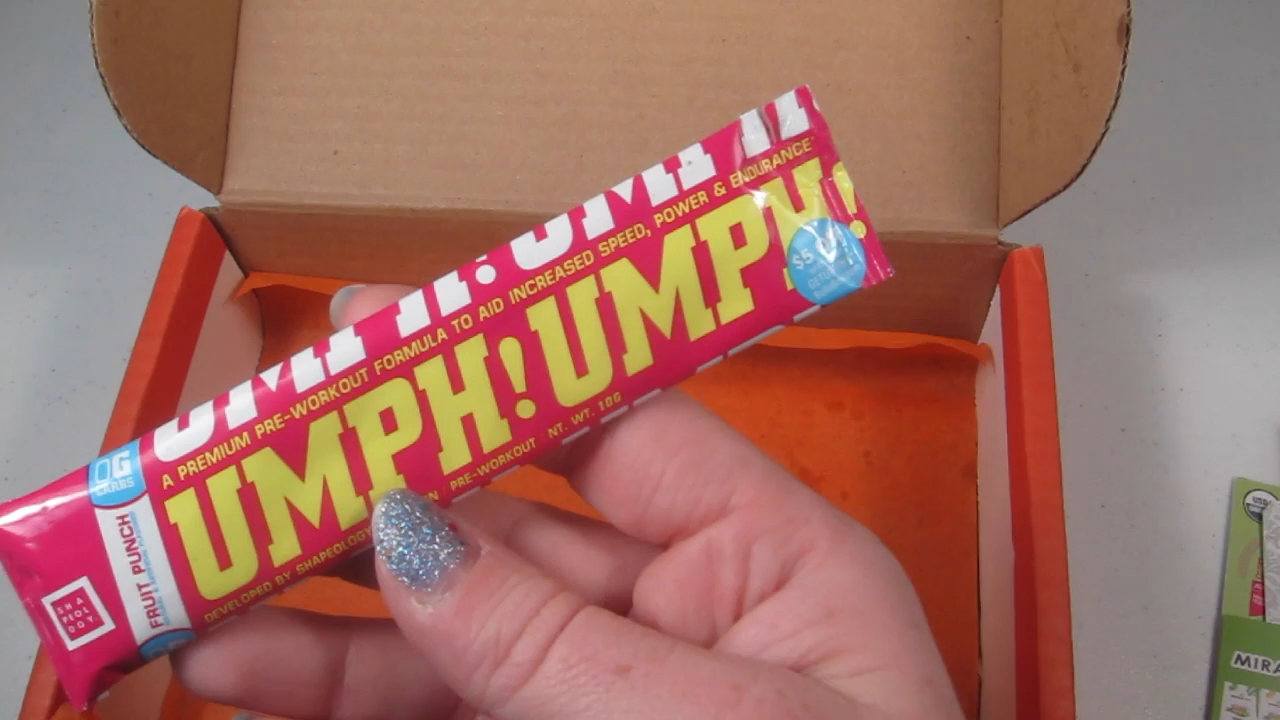 UMPH!UMPH
A PREMIUM PRE-WORKOUT FORMULA TO AID INCREASED SPEED, POWER & ENDURANCE
UMPH!UMPH!
$5
DEVELOPED BY SHAPEOLOGY
PRE-WORKOUT NT. WT. 10G
0G
CARBS
FRUIT PUNCH
SHA
PEOL
OGY.
USDA
MIRA